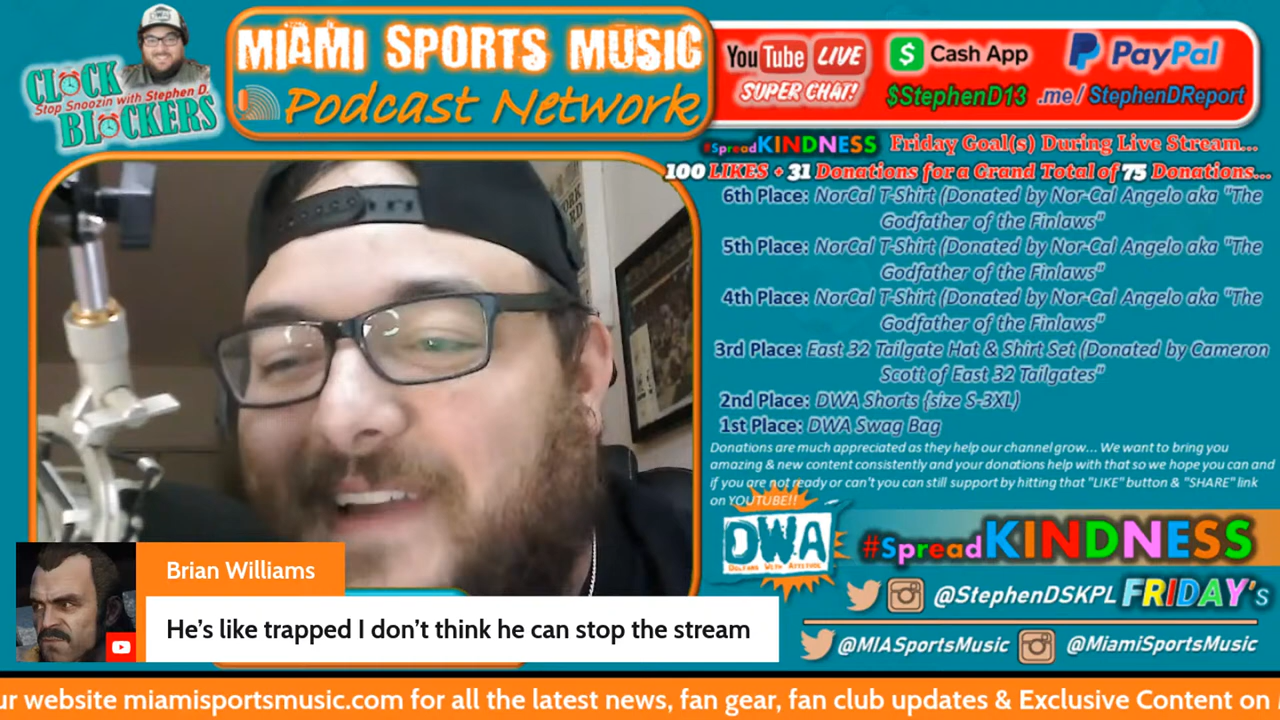 CLOCK
Stop Snoozin with Stephen D.
BLOCKERS
MiAMi SPORTS MUSIC
Podcast Network
YouTube LIVE
SUPER CHAT!
$ Cash App
$StephenD13
PayPal
.me/StephenDReport
#SpreadKINDNESS Friday Goal(s) During Live Stream...
100 LIKES + 31 Donations for a Grand Total of 75 Donations...
6th Place: NorCal T-Shirt (Donated by Nor-Cal Angelo aka "The
Godfather of the Finlaws"
5th Place: NorCal T-Shirt (Donated by Nor-Cal Angelo aka "The
Godfather of the Finlaws"
4th Place: NorCal T-Shirt (Donated by Nor-Cal Angelo aka "The
Godfather of the Finlaws"
3rd Place: East 32 Tailgate Hat & Shirt Set (Donated by Cameron
Scott of East 32 Tailgates"
2nd Place: DWA Shorts {size S-3XL)
1st Place: DWA Swag Bag
Donations are much appreciated as they help our channel grow... We want to bring you
amazing & new content consistently and your donations help with that so we hope you can and
if you are not ready or can't you can still support by hitting that "LIKE" button & "SHARE" link
on YOUTUBE!!
DWA
DOLFANS WITH ATTITUDE
#SpreadKINDNESS
@StephenDSKPL FRIDAY's
@MIASportsMusic
@MiamiSportsMusic
Brian Williams
He's like trapped I don't think he can stop the stream
ur website miamisportsmusic.com for all the latest news, fan gear, fan club updates & Exclusive Content on